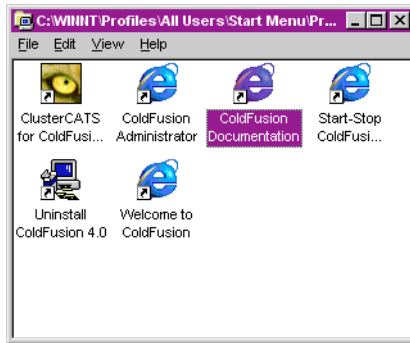 C:\WINNT\Profiles\All Users\Start Menu\Pr...
File Edit View Help
ClusterCATS for ColdFusi...
ColdFusion Administrator
ColdFusion Documentation
Start-Stop ColdFusi...
Uninstall ColdFusion 4.0
Welcome to ColdFusion